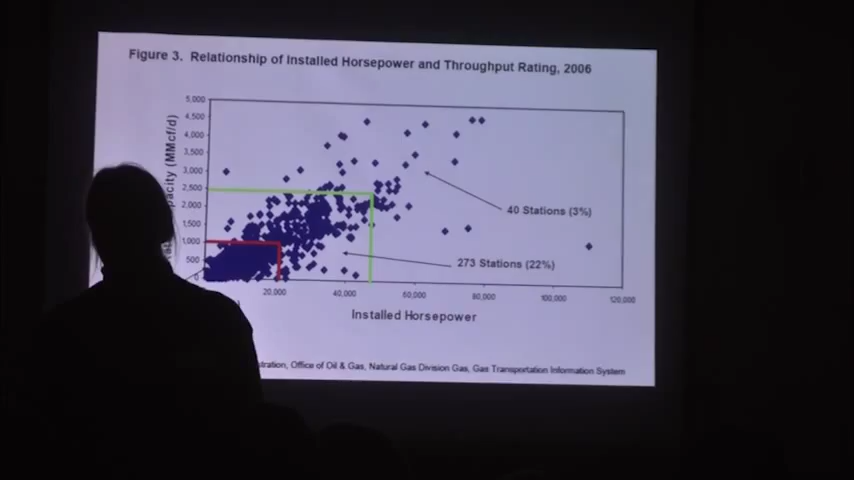 Figure 3. Relationship of Installed Horsepower and Throughput Rating, 2006
5,000
4,500
4,000
3,500
3,000
2,500
2,000
1,500
1,000
500
0
(MMcf/d)
40 Stations (3%)
273 Stations (22%)
20,000
40,000
60,000
80,000
100,000
120,000
Installed Horsepower
Office of Oil & Gas, Natural Gas Division Gas, Gas Transportation Information System